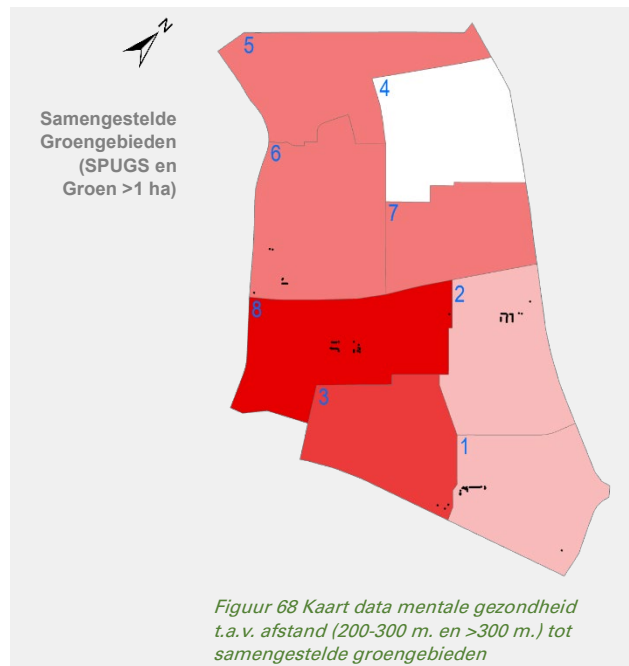 N
5
4
Samengestelde
Groengebieden
(SPUGS en
Groen >1 ha)
6
7
2
8
3
1
Figuur 68 Kaart data mentale gezondheid
t.a.v. afstand (200-300 m. en >300 m.) tot
samengestelde groengebieden